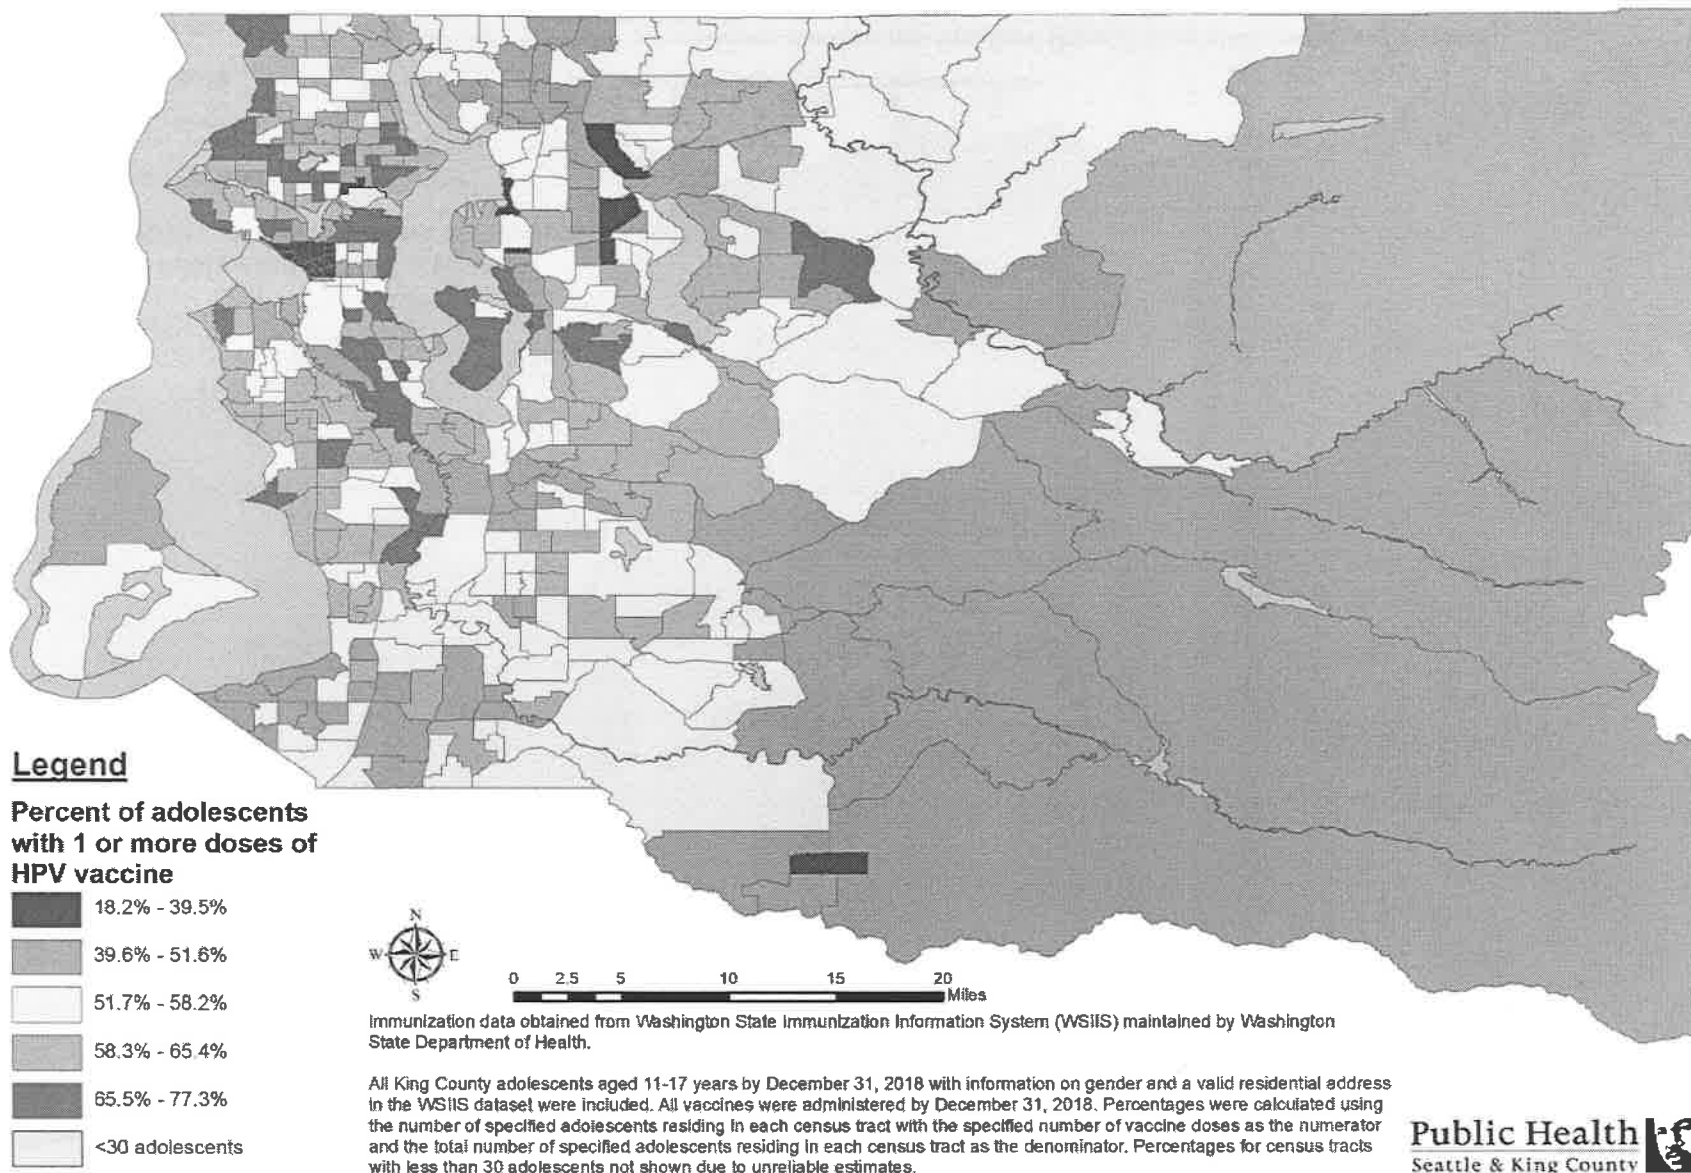 Legend
Percent of adolescents
with 1 or more doses of
HPV vaccine
18.2% - 39.5%
39.6% - 51.6%
51.7% - 58.2%
58.3% - 65.4%
65.5% - 77.3%
<30 adolescents
N
W E
S
0 2.5 5 10 15 20
Miles
Immunization data obtained from Washington State Immunization Information System (WSIIS) maintained by Washington
State Department of Health.
All King County adolescents aged 11-17 years by December 31, 2018 with information on gender and a valid residential address
in the WSIIS dataset were included. All vaccines were administered by December 31, 2018. Percentages were calculated using
the number of specified adolescents residing in each census tract with the specified number of vaccine doses as the numerator
and the total number of specified adolescents residing in each census tract as the denominator. Percentages for census tracts
with less than 30 adolescents not shown due to unreliable estimates.
Public Health
Seattle & King County